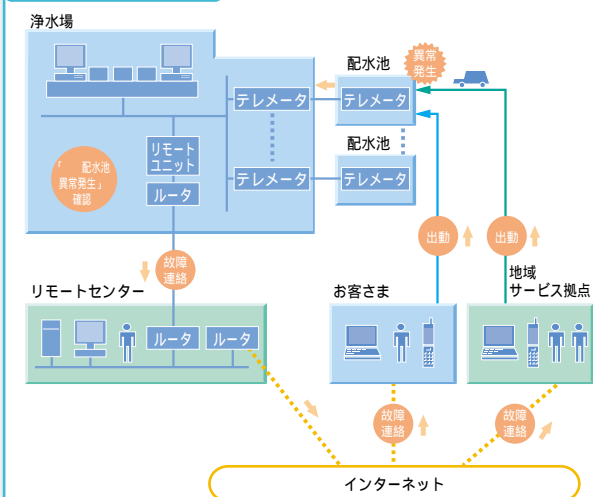 浄水場
配水池
異常
発生
テレメータ
テレメータ
リモート
ユニット
配水池
「　　配水池
異常発生」
確認
テレメータ
テレメータ
ルータ
出動
出動
故障
連絡
地域
サービス拠点
リモートセンター
お客さま
ルータ
ルータ
故障
連絡
故障
連絡
インターネット